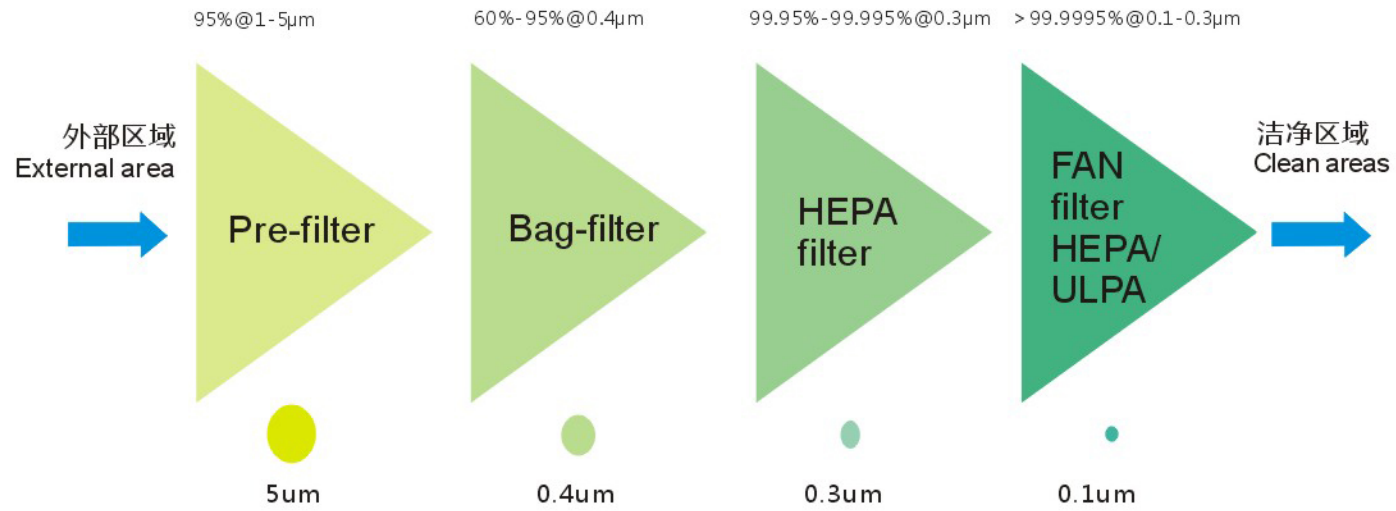 95%@1-5μm
60%-95%@0.4μm
99.95%-99.995%@0.3μm
>99.9995%@0.1-0.3μm
外部区域
External area
Pre-filter
Bag-filter
HEPA
filter
FAN
filter
HEPA/
ULPA
洁净区域
Clean areas
5um
0.4um
0.3um
0.1um